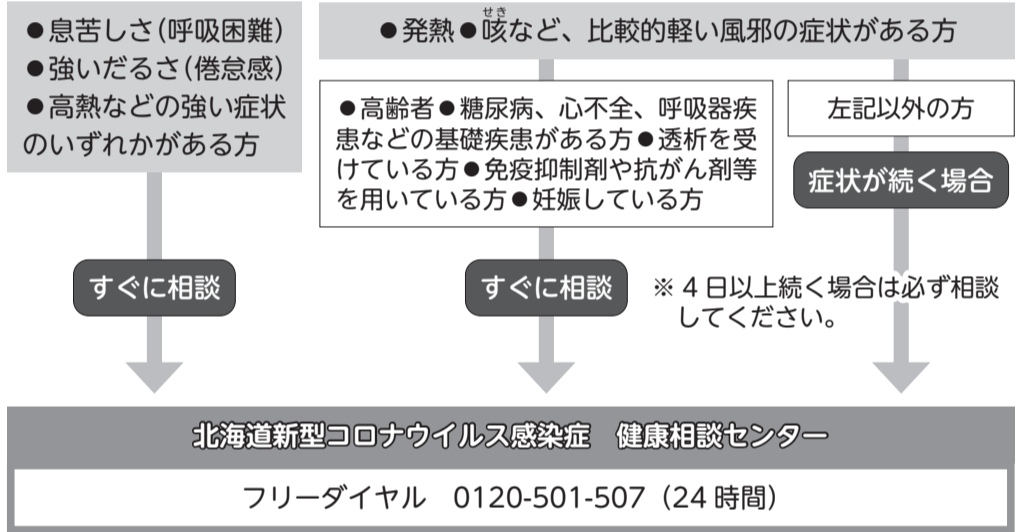 ●息苦しさ(呼吸困難)
●強いだるさ(倦怠感)
●高熱などの強い症状
のいずれかがある方
せき
●発熱●咳など、比較的軽い風邪の症状がある方
●高齢者●糖尿病、心不全、呼吸器疾
患などの基礎疾患がある方●透析を受
けている方●免疫抑制剤や抗がん剤等
を用いている方●妊娠している方
左記以外の方
症状が続く場合
すぐに相談
すぐに相談
※4日以上続く場合は必ず相談
してください。
北海道新型コロナウイルス感染症　健康相談センター
フリーダイヤル　0120-501-507（24時間）